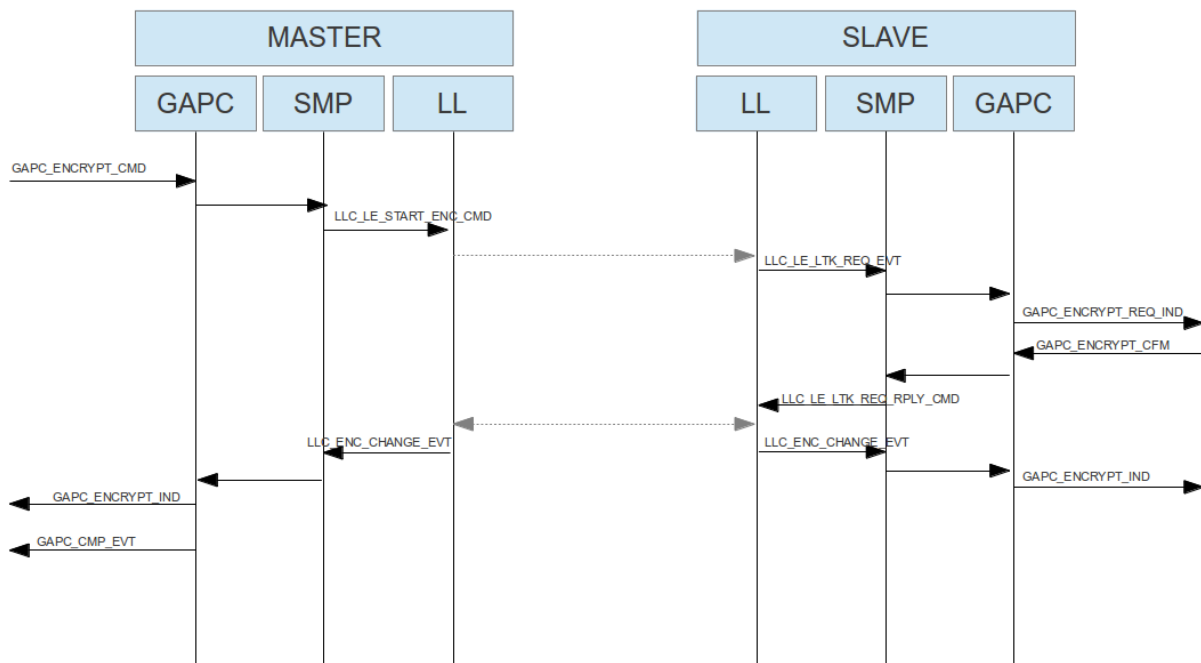 MASTER
SLAVE
GAPC
SMP
LL
LL
SMP
GAPC
GAPC_ENCRYPT_CMD
LLC_LE_START_ENC_CMD
LLC_LE_LTK_REQ_EVT
GAPC_ENCRYPT_REQ_IND
GAPC_ENCRYPT_CFM
LLC_LE_LTK_REQ_RPLY_CMD
LLC_ENC_CHANGE_EVT
LLC_ENC_CHANGE_EVT
GAPC_ENCRYPT_IND
GAPC_ENCRYPT_IND
GAPC_CMP_EVT